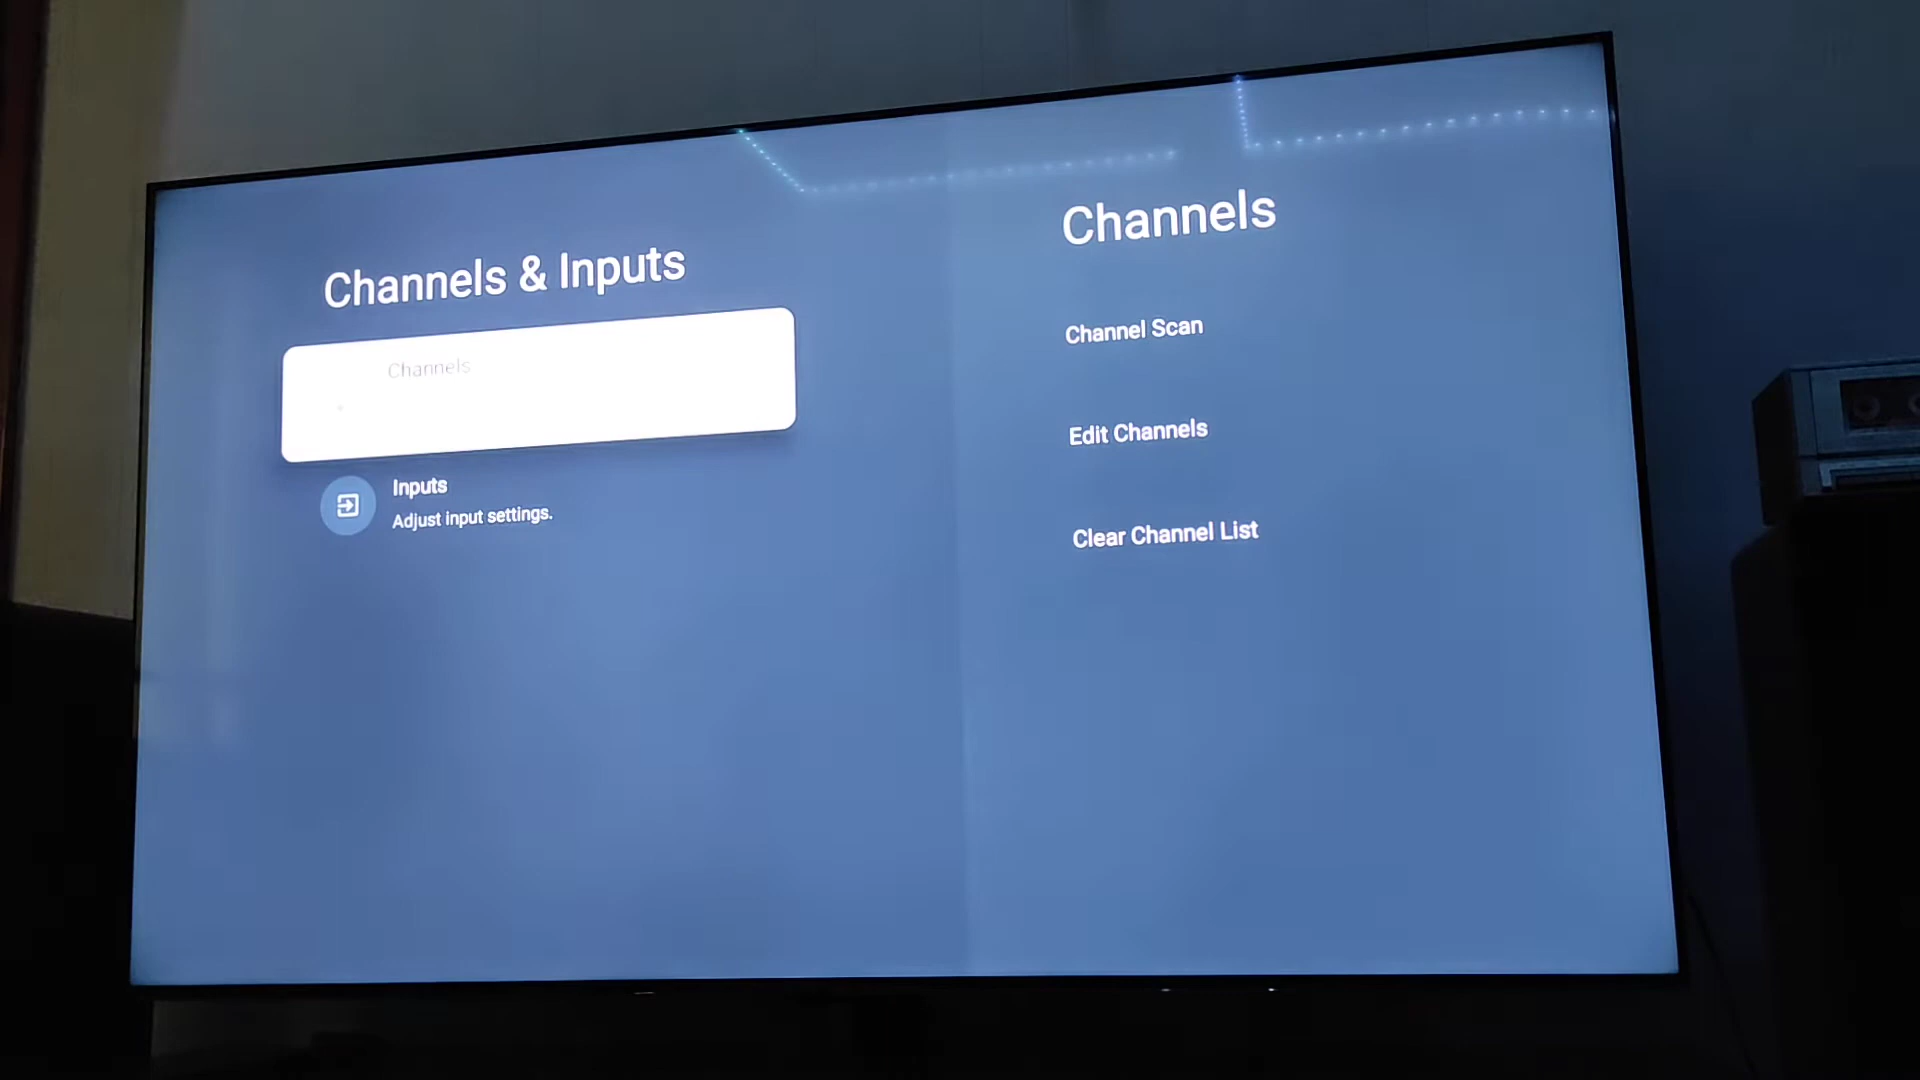 Channels & Inputs
Channels
Inputs
Adjust input settings.
Channels
Channel Scan
Edit Channels
Clear Channel List